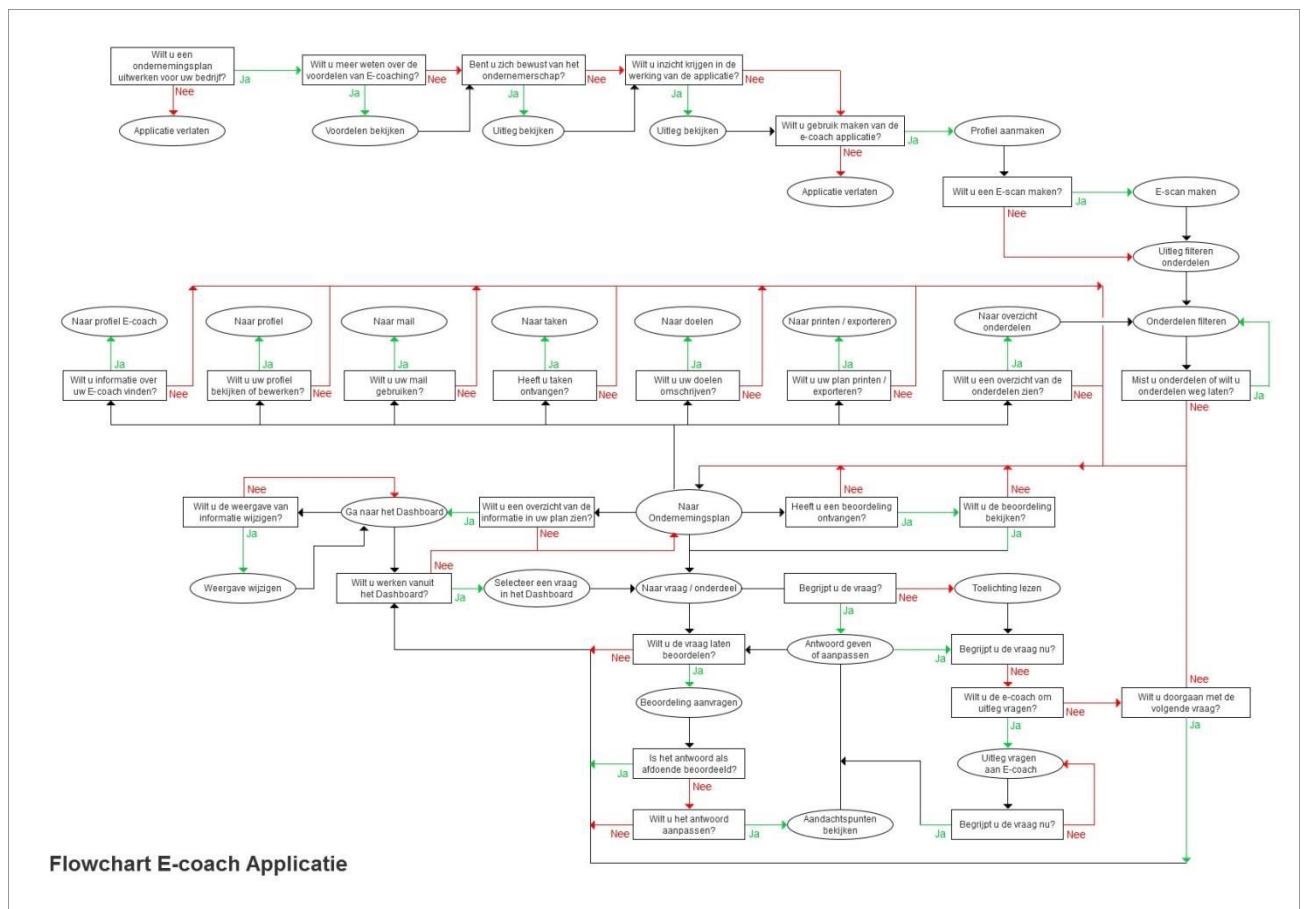 Wilt u een
ondernemingsplan
uitwerken voor uw bedrijf?
Ja
Nee
Applicatie verlaten
Wilt u meer weten over de
voordelen van E-coaching?
Nee
Ja
Voordelen bekijken
Bent u zich bewust van het
ondernemerschap?
Nee
Ja
Uitleg bekijken
Wilt u inzicht krijgen in de
werking van de applicatie?
Nee
Ja
Uitleg bekijken
Wilt u gebruik maken van de
e-coach applicatie?
Ja
Nee
Applicatie verlaten
Profiel aanmaken
Wilt u een E-scan maken?
Ja
Nee
E-scan maken
Uitleg filteren
onderdelen
Naar profiel E-coach
Ja
Wilt u informatie over
uw E-coach vinden?
Nee
Naar profiel
Ja
Wilt u uw profiel
bekijken of bewerken?
Nee
Naar mail
Ja
Wilt u uw mail
gebruiken?
Nee
Naar taken
Ja
Heeft u taken
ontvangen?
Nee
Naar doelen
Ja
Wilt u uw doelen
omschrijven?
Nee
Naar printen / exporteren
Ja
Wilt u uw plan printen /
exporteren?
Nee
Naar overzicht
onderdelen
Ja
Wilt u een overzicht van de
onderdelen zien?
Nee
Onderdelen filteren
Mist u onderdelen of wilt u
onderdelen weg laten?
Ja
Nee
Nee
Wilt u de weergave van
informatie wijzigen?
Ja
Weergave wijzigen
Ga naar het Dashboard
Ja
Wilt u een overzicht van de
informatie in uw plan zien?
Nee
Naar
Ondernemingsplan
Nee
Heeft u een beoordeling
ontvangen?
Ja
Nee
Wilt u de beoordeling
bekijken?
Ja
Nee
Wilt u werken vanuit
het Dashboard?
Ja
Selecteer een vraag
in het Dashboard
Naar vraag / onderdeel
Begrijpt u de vraag?
Nee
Ja
Toelichting lezen
Wilt u de vraag laten
beoordelen?
Nee
Ja
Antwoord geven
of aanpassen
Ja
Begrijpt u de vraag nu?
Nee
Beoordeling aanvragen
Wilt u de e-coach om
uitleg vragen?
Nee
Ja
Nee
Wilt u doorgaan met de
volgende vraag?
Ja
Is het antwoord als
afdoende beoordeeld?
Ja
Nee
Uitleg vragen
aan E-coach
Wilt u het antwoord
aanpassen?
Nee
Ja
Aandachtspunten
bekijken
Ja
Begrijpt u de vraag nu?
Nee
Flowchart E-coach Applicatie